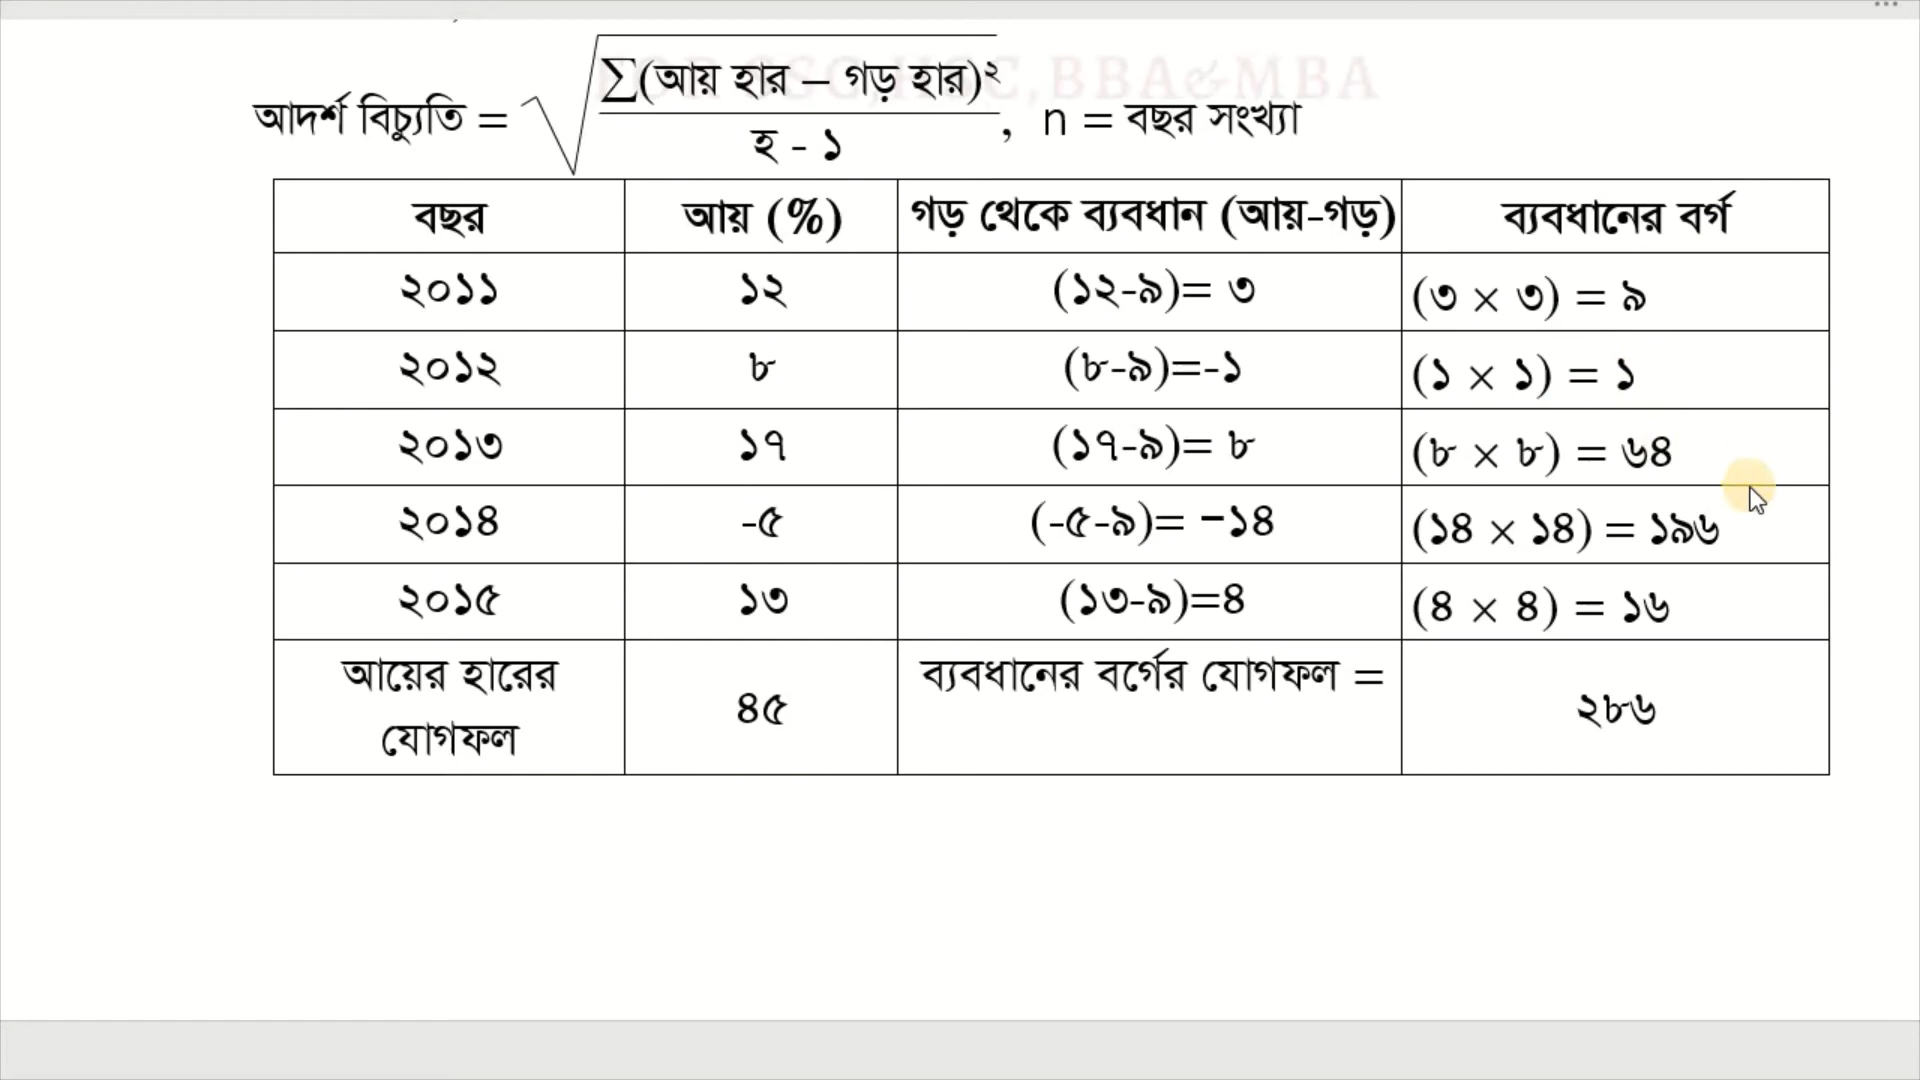 আদর্শ বিচ্যুতি = √ ∑(আয় হার – গড় হার)²
হ - ১ , n = বছর সংখ্যা
,BBA&MBA
বছর আয় (%) গড় থেকে ব্যবধান (আয়-গড়) ব্যবধানের বর্গ
২০১১ ১২ (১২-৯)= ৩ (৩ × ৩) = ৯
২০১২ ৮ (৮-৯)=-১ (১ × ১) = ১
২০১৩ ১৭ (১৭-৯)= ৮ (৮ × ৮) = ৬৪
২০১৪ -৫ (-৫-৯)= −১৪ (১৪ × ১৪) = ১৯৬
২০১৫ ১৩ (১৩-৯)=৪ (৪ × ৪) = ১৬
আয়ের হারের
যোগফল ৪৫ ব্যবধানের বর্গের যোগফল = ২৮৬